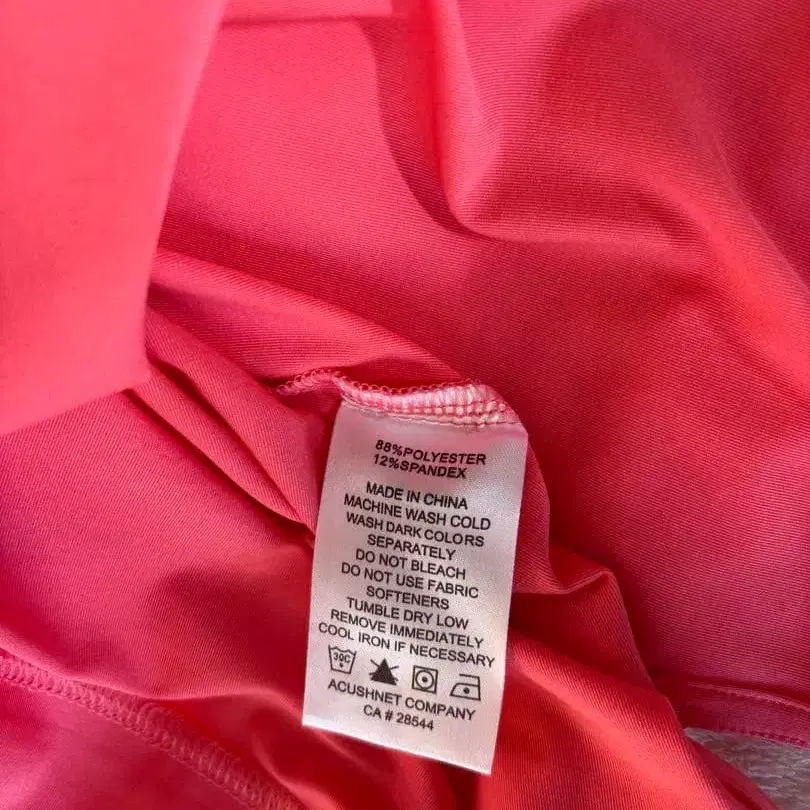 88%POLYESTER
12%SPANDEX
MADE IN CHINA
MACHINE WASH COLD
WASH DARK COLORS
SEPARATELY
DO NOT BLEACH
DO NOT USE FABRIC
SOFTENERS
TUMBLE DRY LOW
REMOVE IMMEDIATELY
COOL IRON IF NECESSARY
30C
ACUSHNET COMPANY
CA # 28544